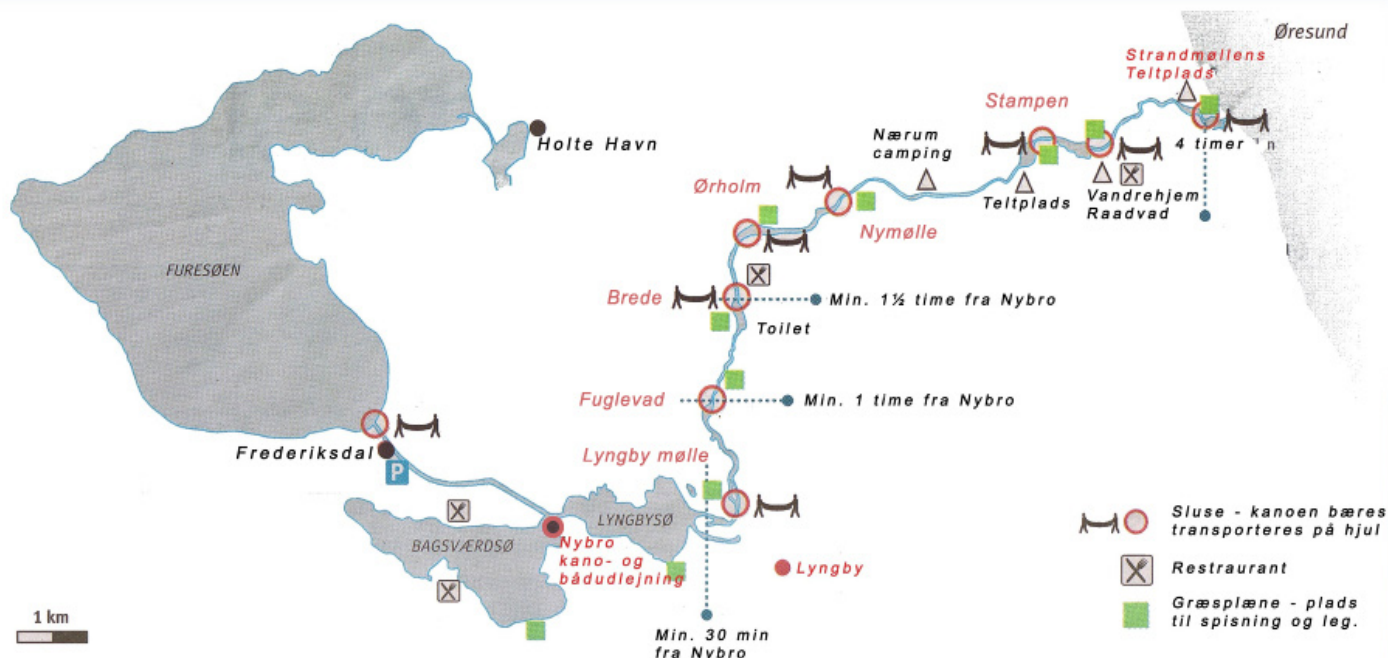 Øresund
Strandmøllens
Teltplads
Stampen
4 timer
Nærum
camping
Holte Havn
Ørholm
Teltplads
Vandrehjem
Raadvad
Nymølle
FURESØEN
Brede
Min. 1½ time fra Nybro
Toilet
Fuglevad
Min. 1 time fra Nybro
Frederiksdal
P
Lyngby mølle
LYNGBYSØ
BAGSVÆRDSØ
Nybro
kano- og
bådudlejning
Lyngby
Min. 30 min
fra Nybro
1 km
Sluse - kanoen bæres
transporteres på hjul
Restraurant
Græsplæne - plads
til spisning og leg.